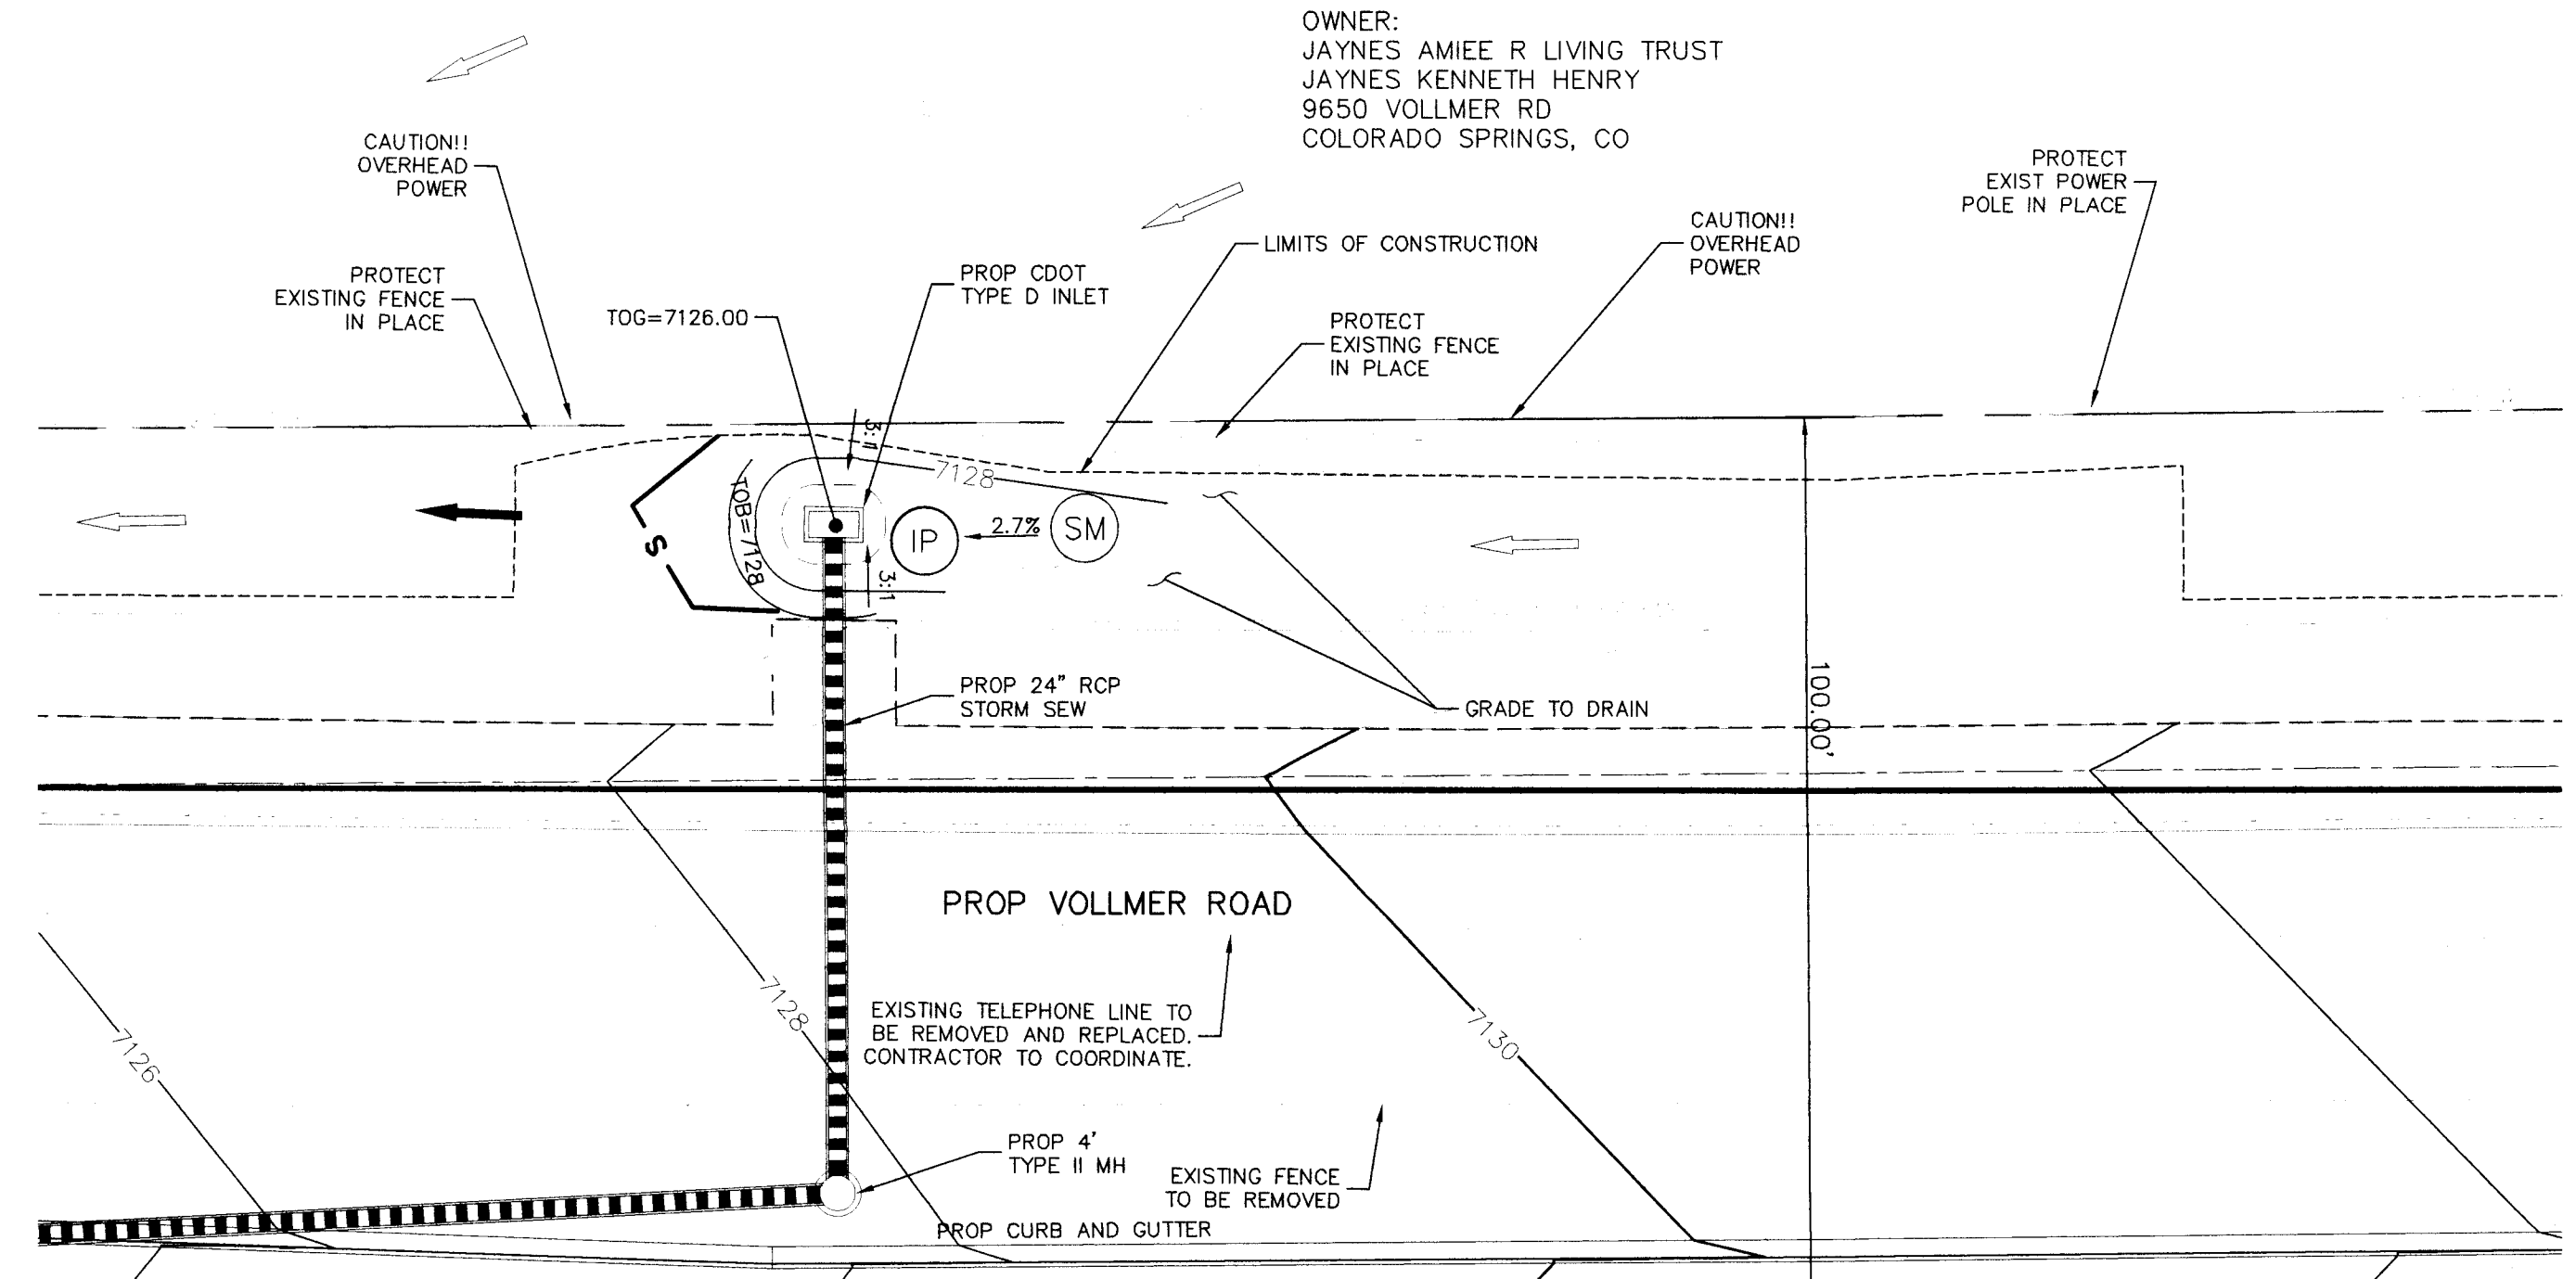 OWNER:
JAYNES AMIEE R LIVING TRUST
JAYNES KENNETH HENRY
9650 VOLLMER RD
COLORADO SPRINGS, CO
CAUTION!!
OVERHEAD
POWER
PROTECT
EXIST POWER
POLE IN PLACE
CAUTION!!
OVERHEAD
POWER
LIMITS OF CONSTRUCTION
PROP CDOT
TYPE D INLET
PROTECT
EXISTING FENCE
IN PLACE
TOG=7126.00
PROTECT
EXISTING FENCE
IN PLACE
3:1
7128
TOB=7128
S
IP
2.7%
SM
3:1
PROP 24" RCP
STORM SEW
GRADE TO DRAIN
100.00'
PROP VOLLMER ROAD
7128
EXISTING TELEPHONE LINE TO
BE REMOVED AND REPLACED.
CONTRACTOR TO COORDINATE.
7130
7126
PROP 4'
TYPE II MH
EXISTING FENCE
TO BE REMOVED
PROP CURB AND GUTTER